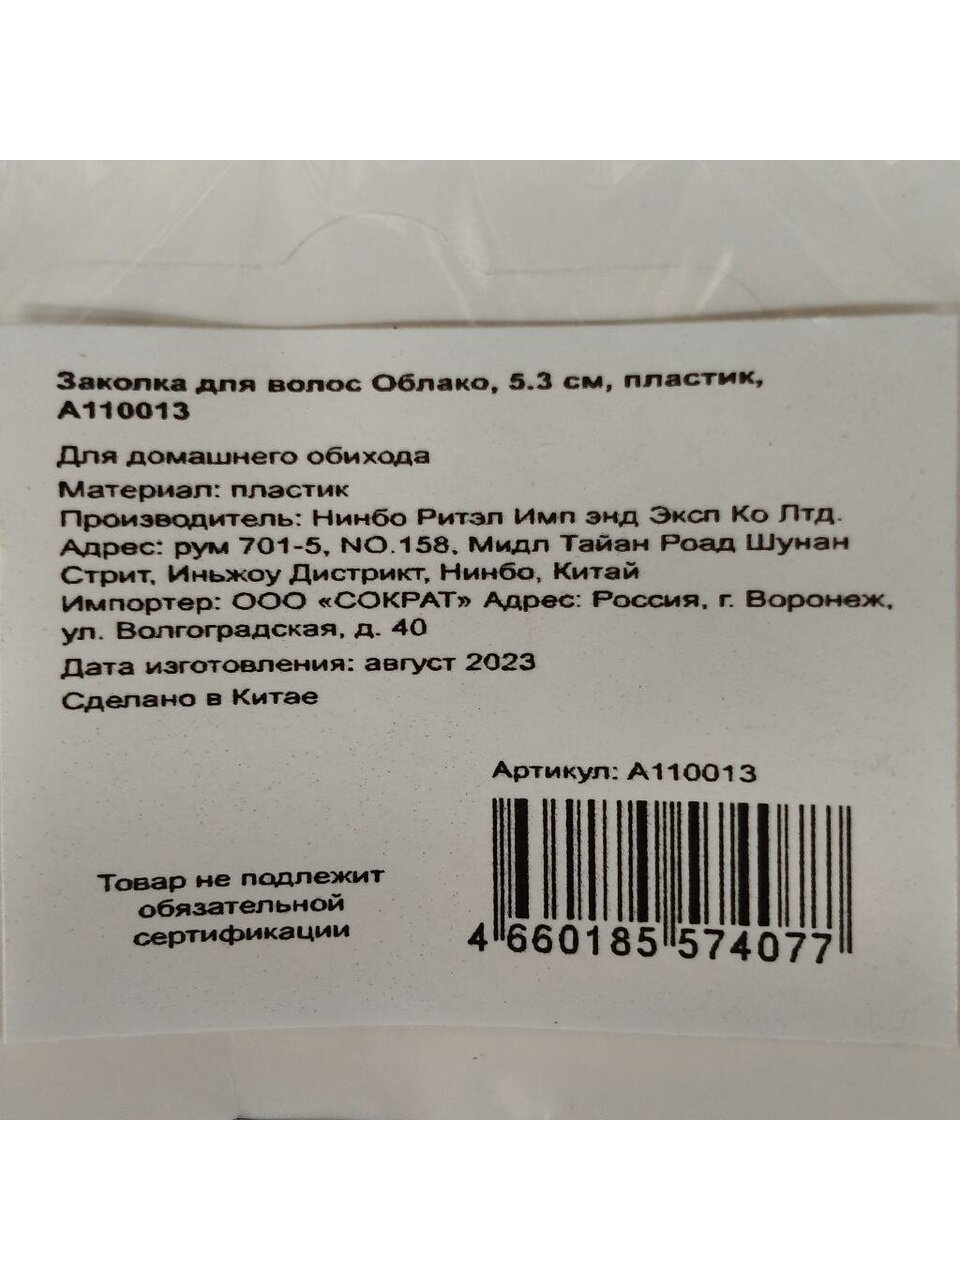 Заколка для волос Облако, 5.3 см, пластик,
А110013
Для домашнего обихода
Материал: пластик
Производитель: Нинбо Ритэл Имп энд Эксп Ко Лтд.
Адрес: рум 701-5, NO.158, Мидл Тайан Роад Шунан
Стрит, Иньжоу Дистрикт, Нинбо, Китай
Импортер: ООО «СОКРАТ» Адрес: Россия, г. Воронеж,
ул. Волгоградская, д. 40
Дата изготовления: август 2023
Сделано в Китае
Артикул: А110013
Товар не подлежит
обязательной
сертификации
4 660185 574077